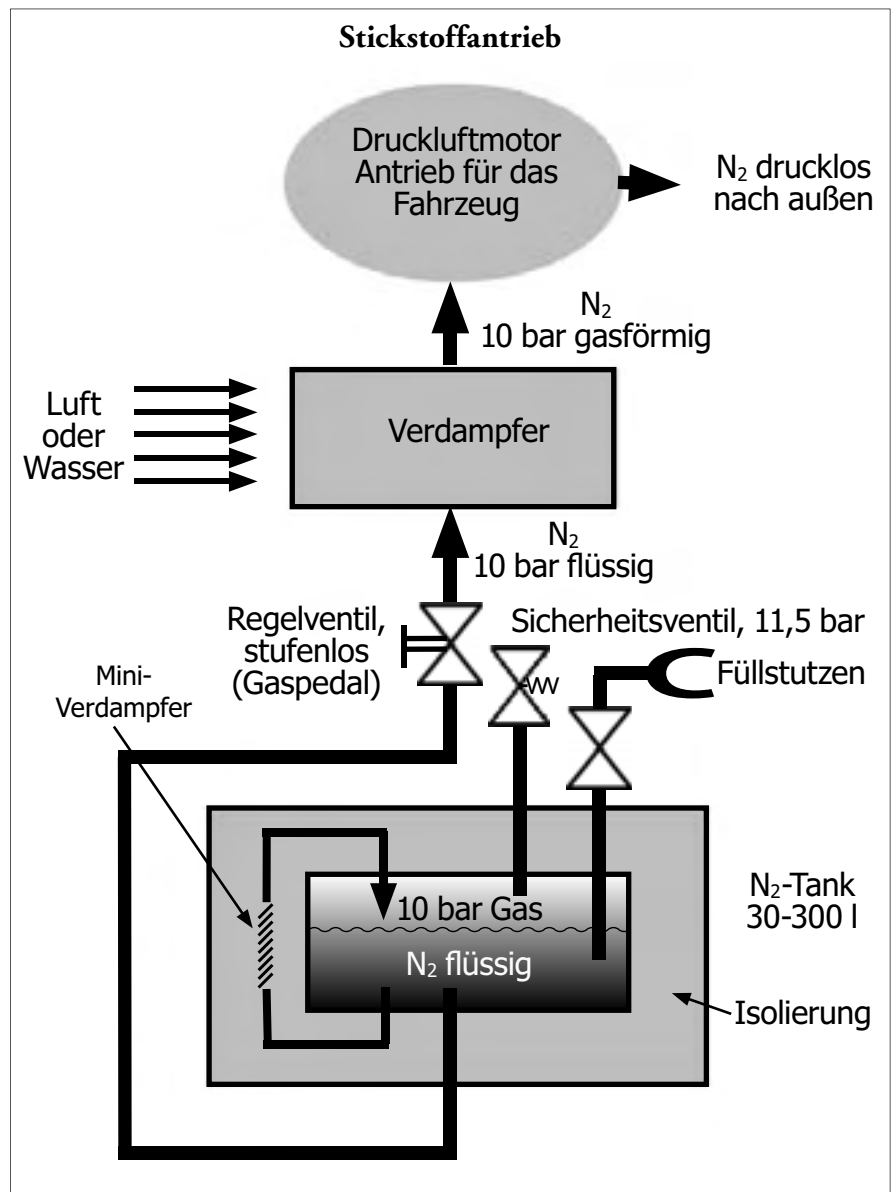 Stickstoffantrieb
Druckluftmotor
Antrieb für das
Fahrzeug
N₂ drucklos
nach außen
N₂
10 bar gasförmig
Luft
oder
Wasser
Verdampfer
N₂
10 bar flüssig
Regelventil,
stufenlos
(Gaspedal)
Sicherheitsventil, 11,5 bar
Füllstutzen
Mini-
Verdampfer
10 bar Gas
N₂ flüssig
N₂-Tank
30-300 l
Isolierung